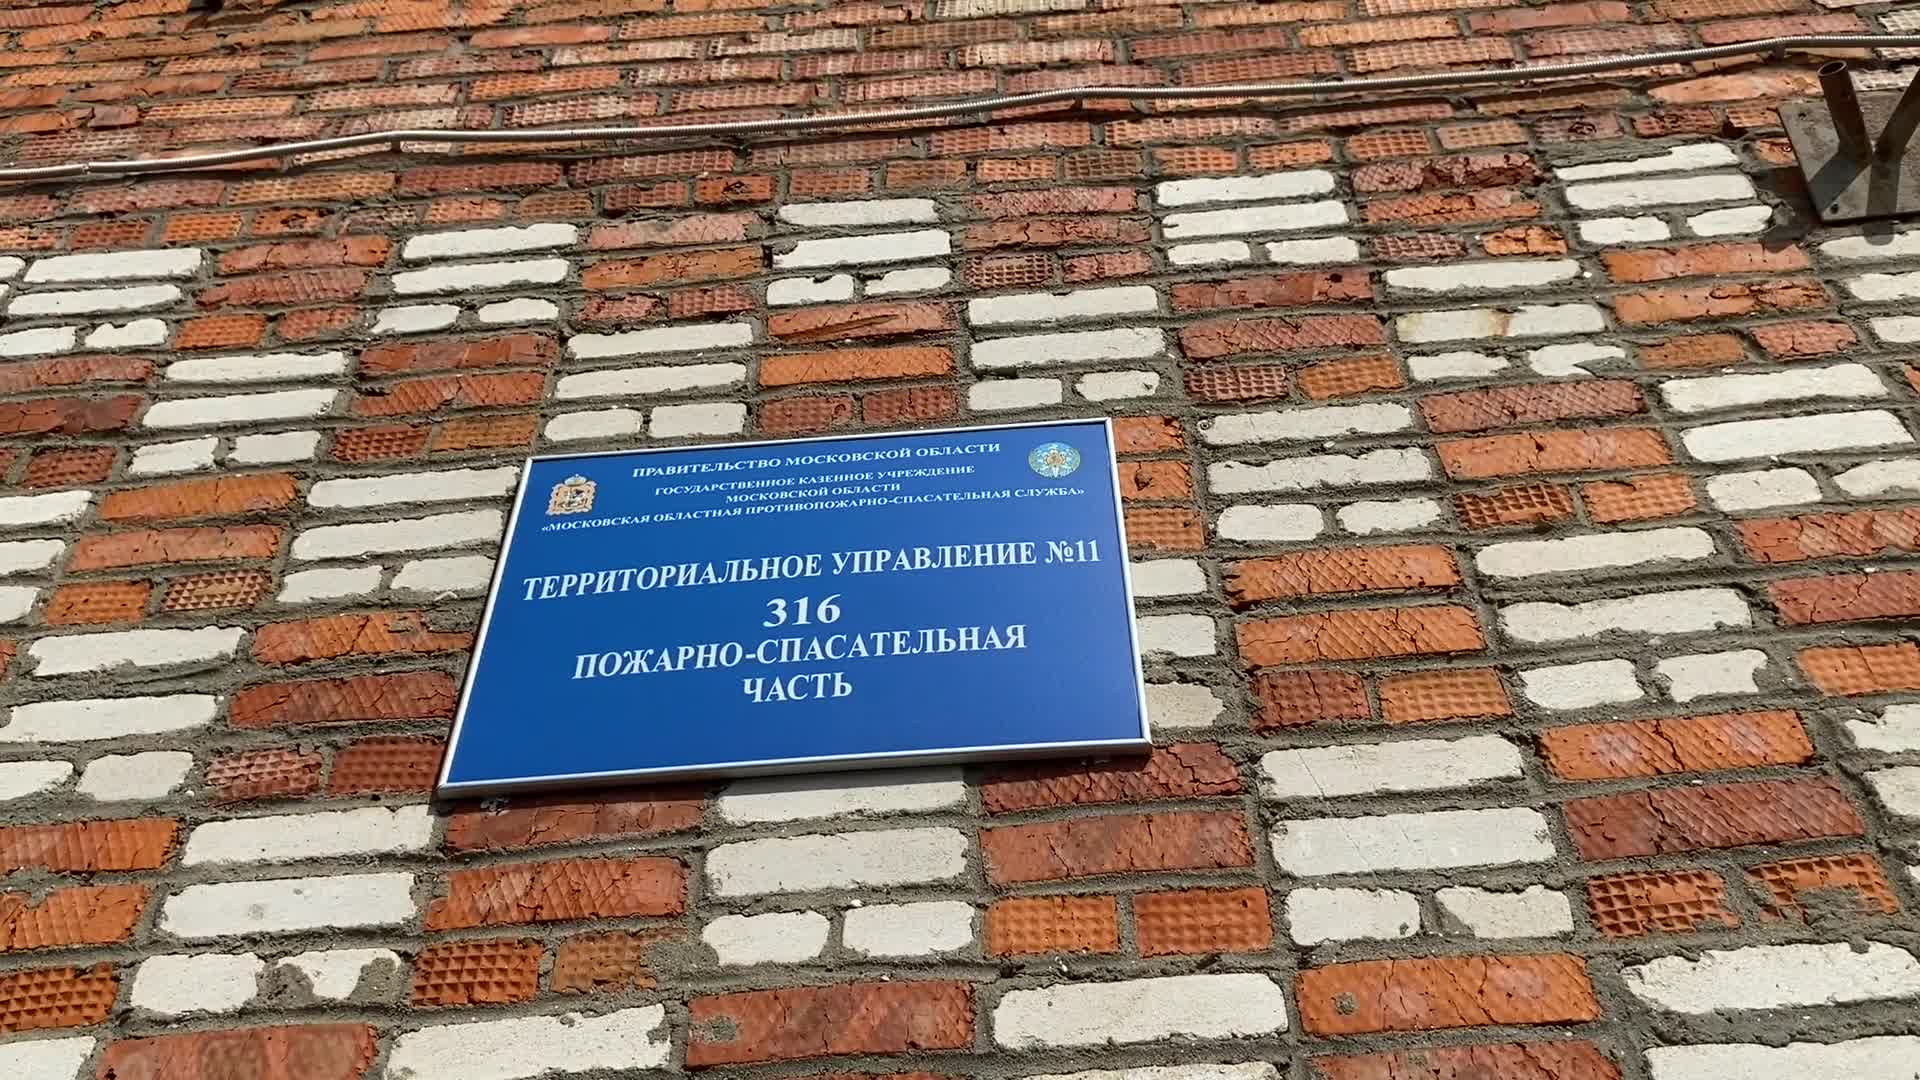 ПРАВИТЕЛЬСТВО МОСКОВСКОЙ ОБЛАСТИ
ГОСУДАРСТВЕННОЕ КАЗЕННОЕ УЧРЕЖДЕНИЕ
МОСКОВСКОЙ ОБЛАСТИ
«МОСКОВСКАЯ ОБЛАСТНАЯ ПРОТИВОПОЖАРНО-СПАСАТЕЛЬНАЯ СЛУЖБА»
ТЕРРИТОРИАЛЬНОЕ УПРАВЛЕНИЕ №11
316
ПОЖАРНО-СПАСАТЕЛЬНАЯ
ЧАСТЬ